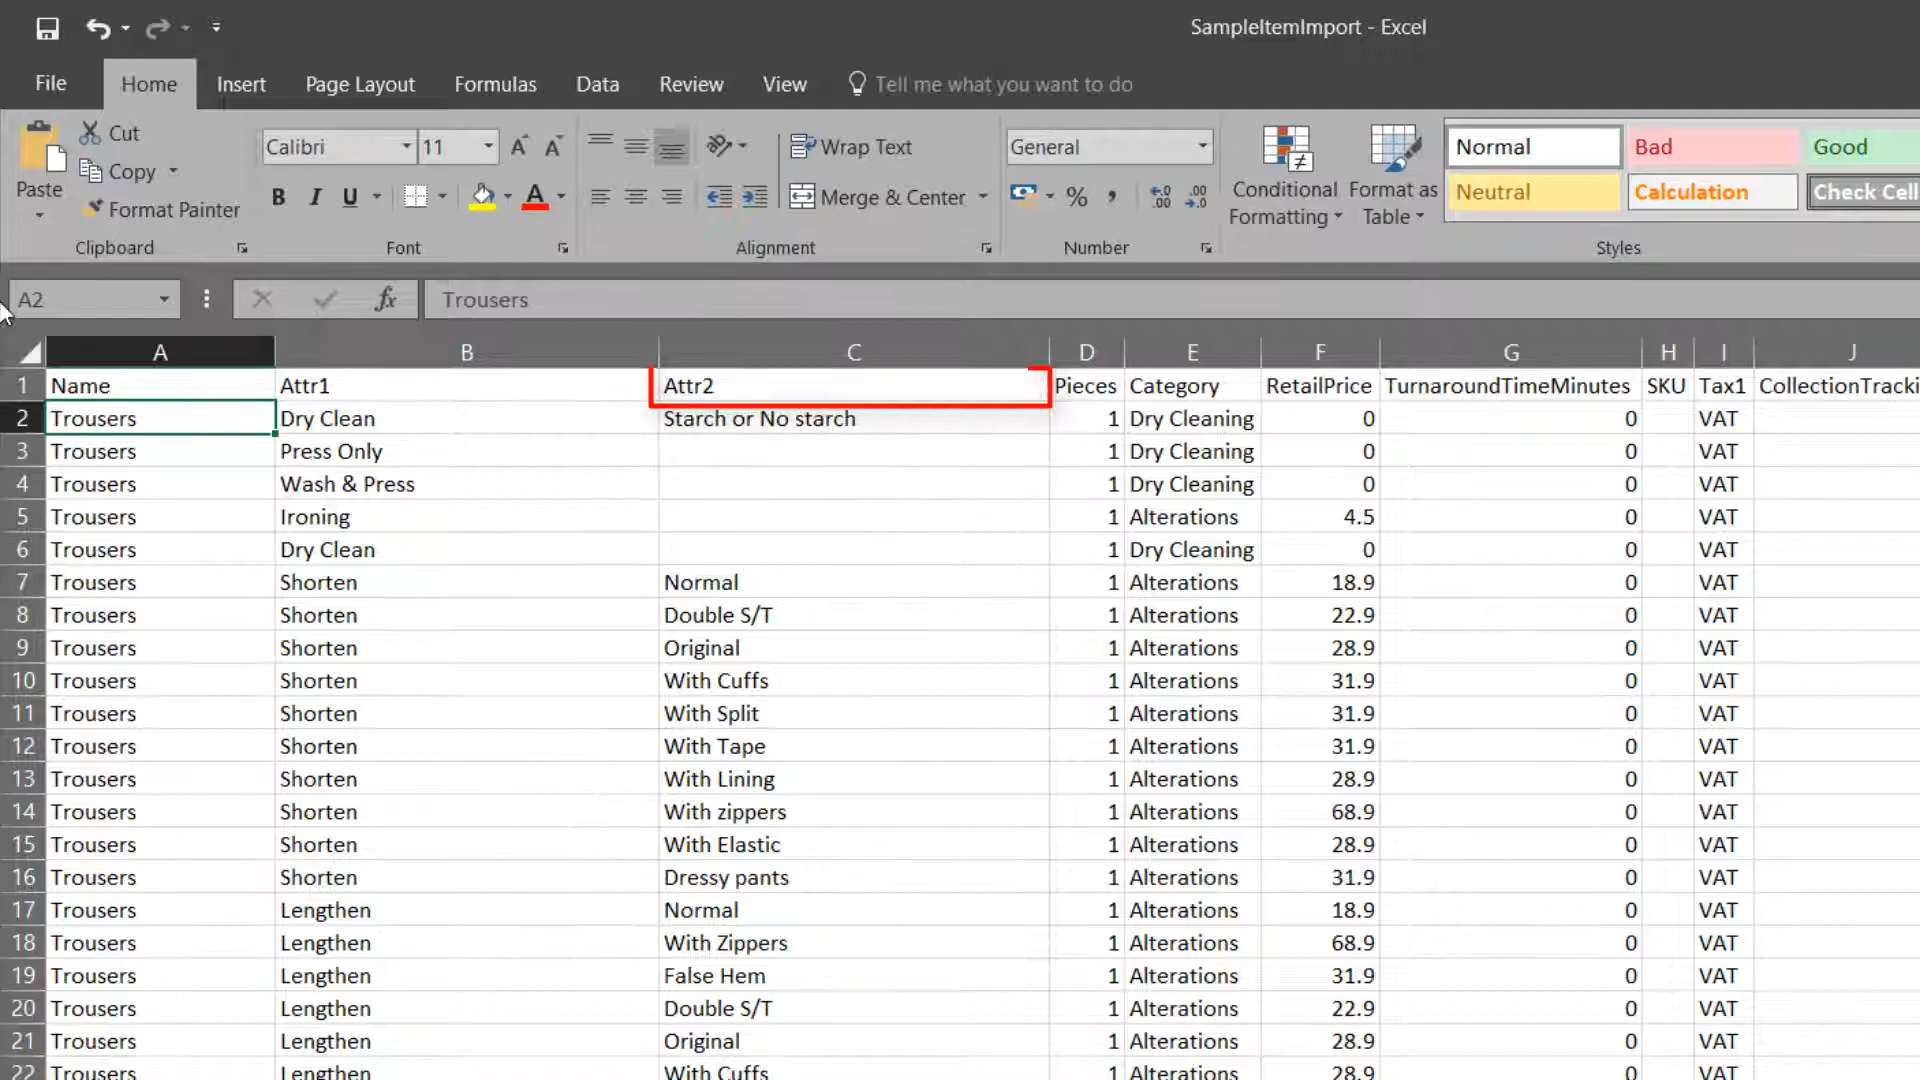 SampleItemImport - Excel
File Home Insert Page Layout Formulas Data Review View Tell me what you want to do
Paste
Cut
Copy
Format Painter
Clipboard
Calibri 11
B I U A
Font
Wrap Text
Merge & Center
Alignment
General
% ,
Number
Conditional Formatting
Format as Table
Normal Bad Good
Neutral Calculation Check Cell
Styles
A2 fx Trousers
A B C D E F G H I J
1 Name Attr1 Attr2 Pieces Category RetailPrice TurnaroundTimeMinutes SKU Tax1 CollectionTracki
2 Trousers Dry Clean Starch or No starch 1 Dry Cleaning 0 0 VAT
3 Trousers Press Only 1 Dry Cleaning 0 0 VAT
4 Trousers Wash & Press 1 Dry Cleaning 0 0 VAT
5 Trousers Ironing 1 Alterations 4.5 0 VAT
6 Trousers Dry Clean 1 Dry Cleaning 0 0 VAT
7 Trousers Shorten Normal 1 Alterations 18.9 0 VAT
8 Trousers Shorten Double S/T 1 Alterations 22.9 0 VAT
9 Trousers Shorten Original 1 Alterations 28.9 0 VAT
10 Trousers Shorten With Cuffs 1 Alterations 31.9 0 VAT
11 Trousers Shorten With Split 1 Alterations 31.9 0 VAT
12 Trousers Shorten With Tape 1 Alterations 31.9 0 VAT
13 Trousers Shorten With Lining 1 Alterations 28.9 0 VAT
14 Trousers Shorten With zippers 1 Alterations 68.9 0 VAT
15 Trousers Shorten With Elastic 1 Alterations 28.9 0 VAT
16 Trousers Shorten Dressy pants 1 Alterations 31.9 0 VAT
17 Trousers Lengthen Normal 1 Alterations 18.9 0 VAT
18 Trousers Lengthen With Zippers 1 Alterations 68.9 0 VAT
19 Trousers Lengthen False Hem 1 Alterations 31.9 0 VAT
20 Trousers Lengthen Double S/T 1 Alterations 22.9 0 VAT
21 Trousers Lengthen Original 1 Alterations 28.9 0 VAT
22 Trousers Lengthen With Cuffs 1 Alterations 28.9 0 VAT